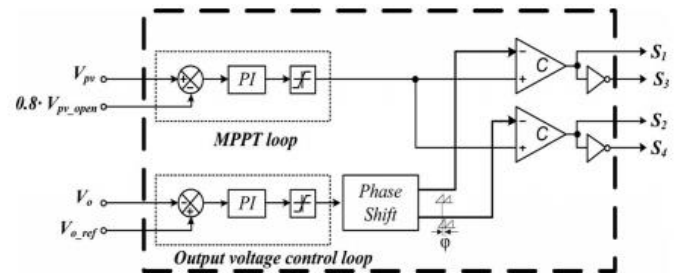 V_pv
0.8· V_pv_open
+
−
PI
MPPT loop
−
+
C
S_1
S_3
−
+
C
S_2
S_4
V_o
V_o_ref
−
+
PI
Phase
Shift
φ
Output voltage control loop